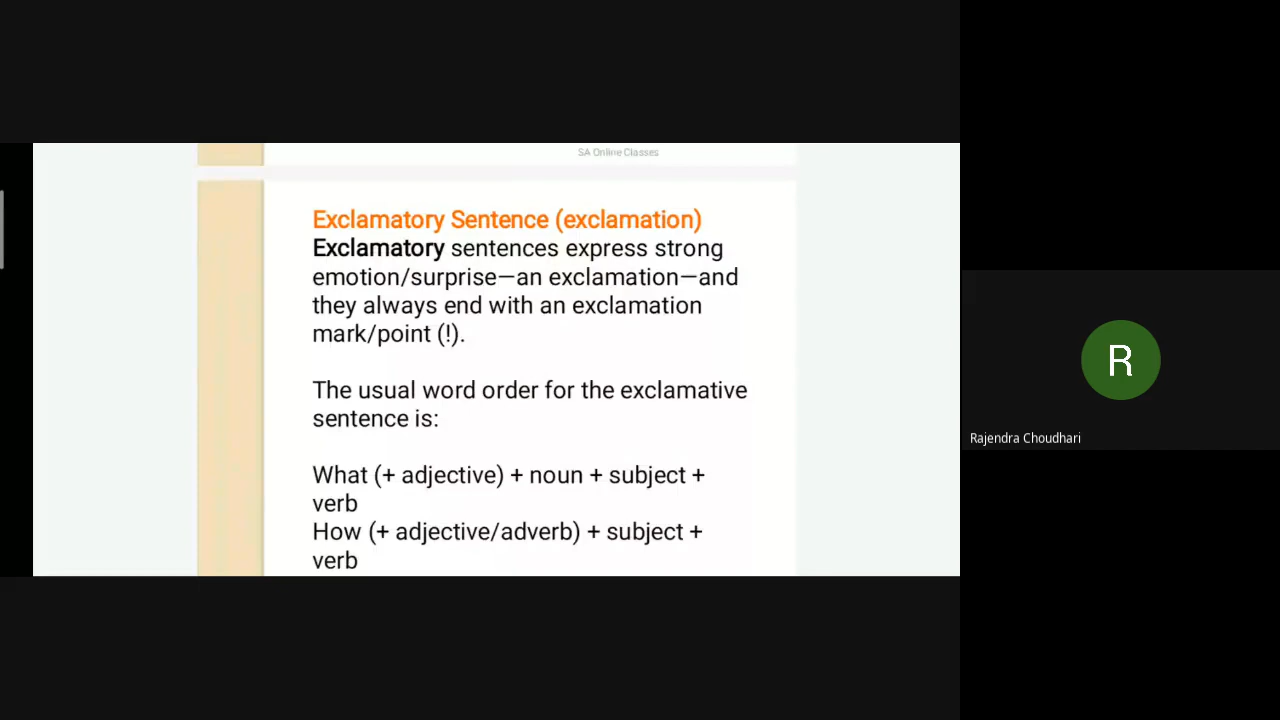 SA Online Classes
Exclamatory Sentence (exclamation)
Exclamatory sentences express strong
emotion/surprise—an exclamation—and
they always end with an exclamation
mark/point (!).
The usual word order for the exclamative
sentence is:
What (+ adjective) + noun + subject +
verb
How (+ adjective/adverb) + subject +
verb
R
Rajendra Choudhari